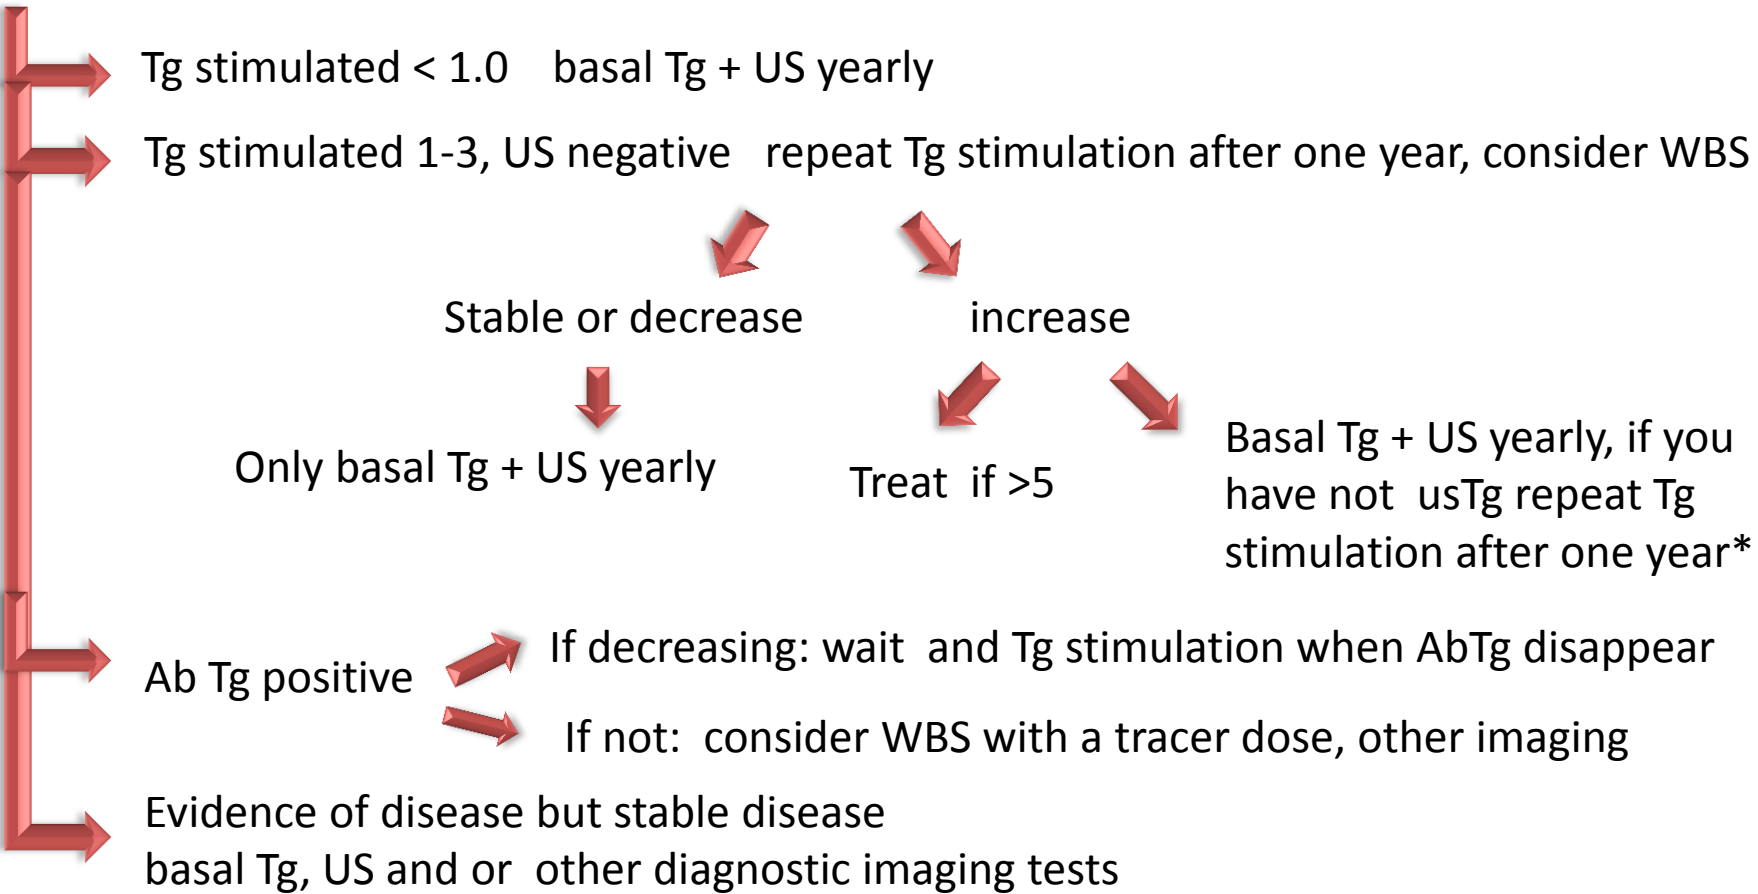 Tg stimulated < 1.0 basal Tg + US yearly
Tg stimulated 1-3, US negative repeat Tg stimulation after one year, consider WBS
Stable or decrease
increase
Only basal Tg + US yearly
Treat if >5
Basal Tg + US yearly, if you
have not usTg repeat Tg
stimulation after one year*
Ab Tg positive
If decreasing: wait and Tg stimulation when AbTg disappear
If not: consider WBS with a tracer dose, other imaging
Evidence of disease but stable disease
basal Tg, US and or other diagnostic imaging tests